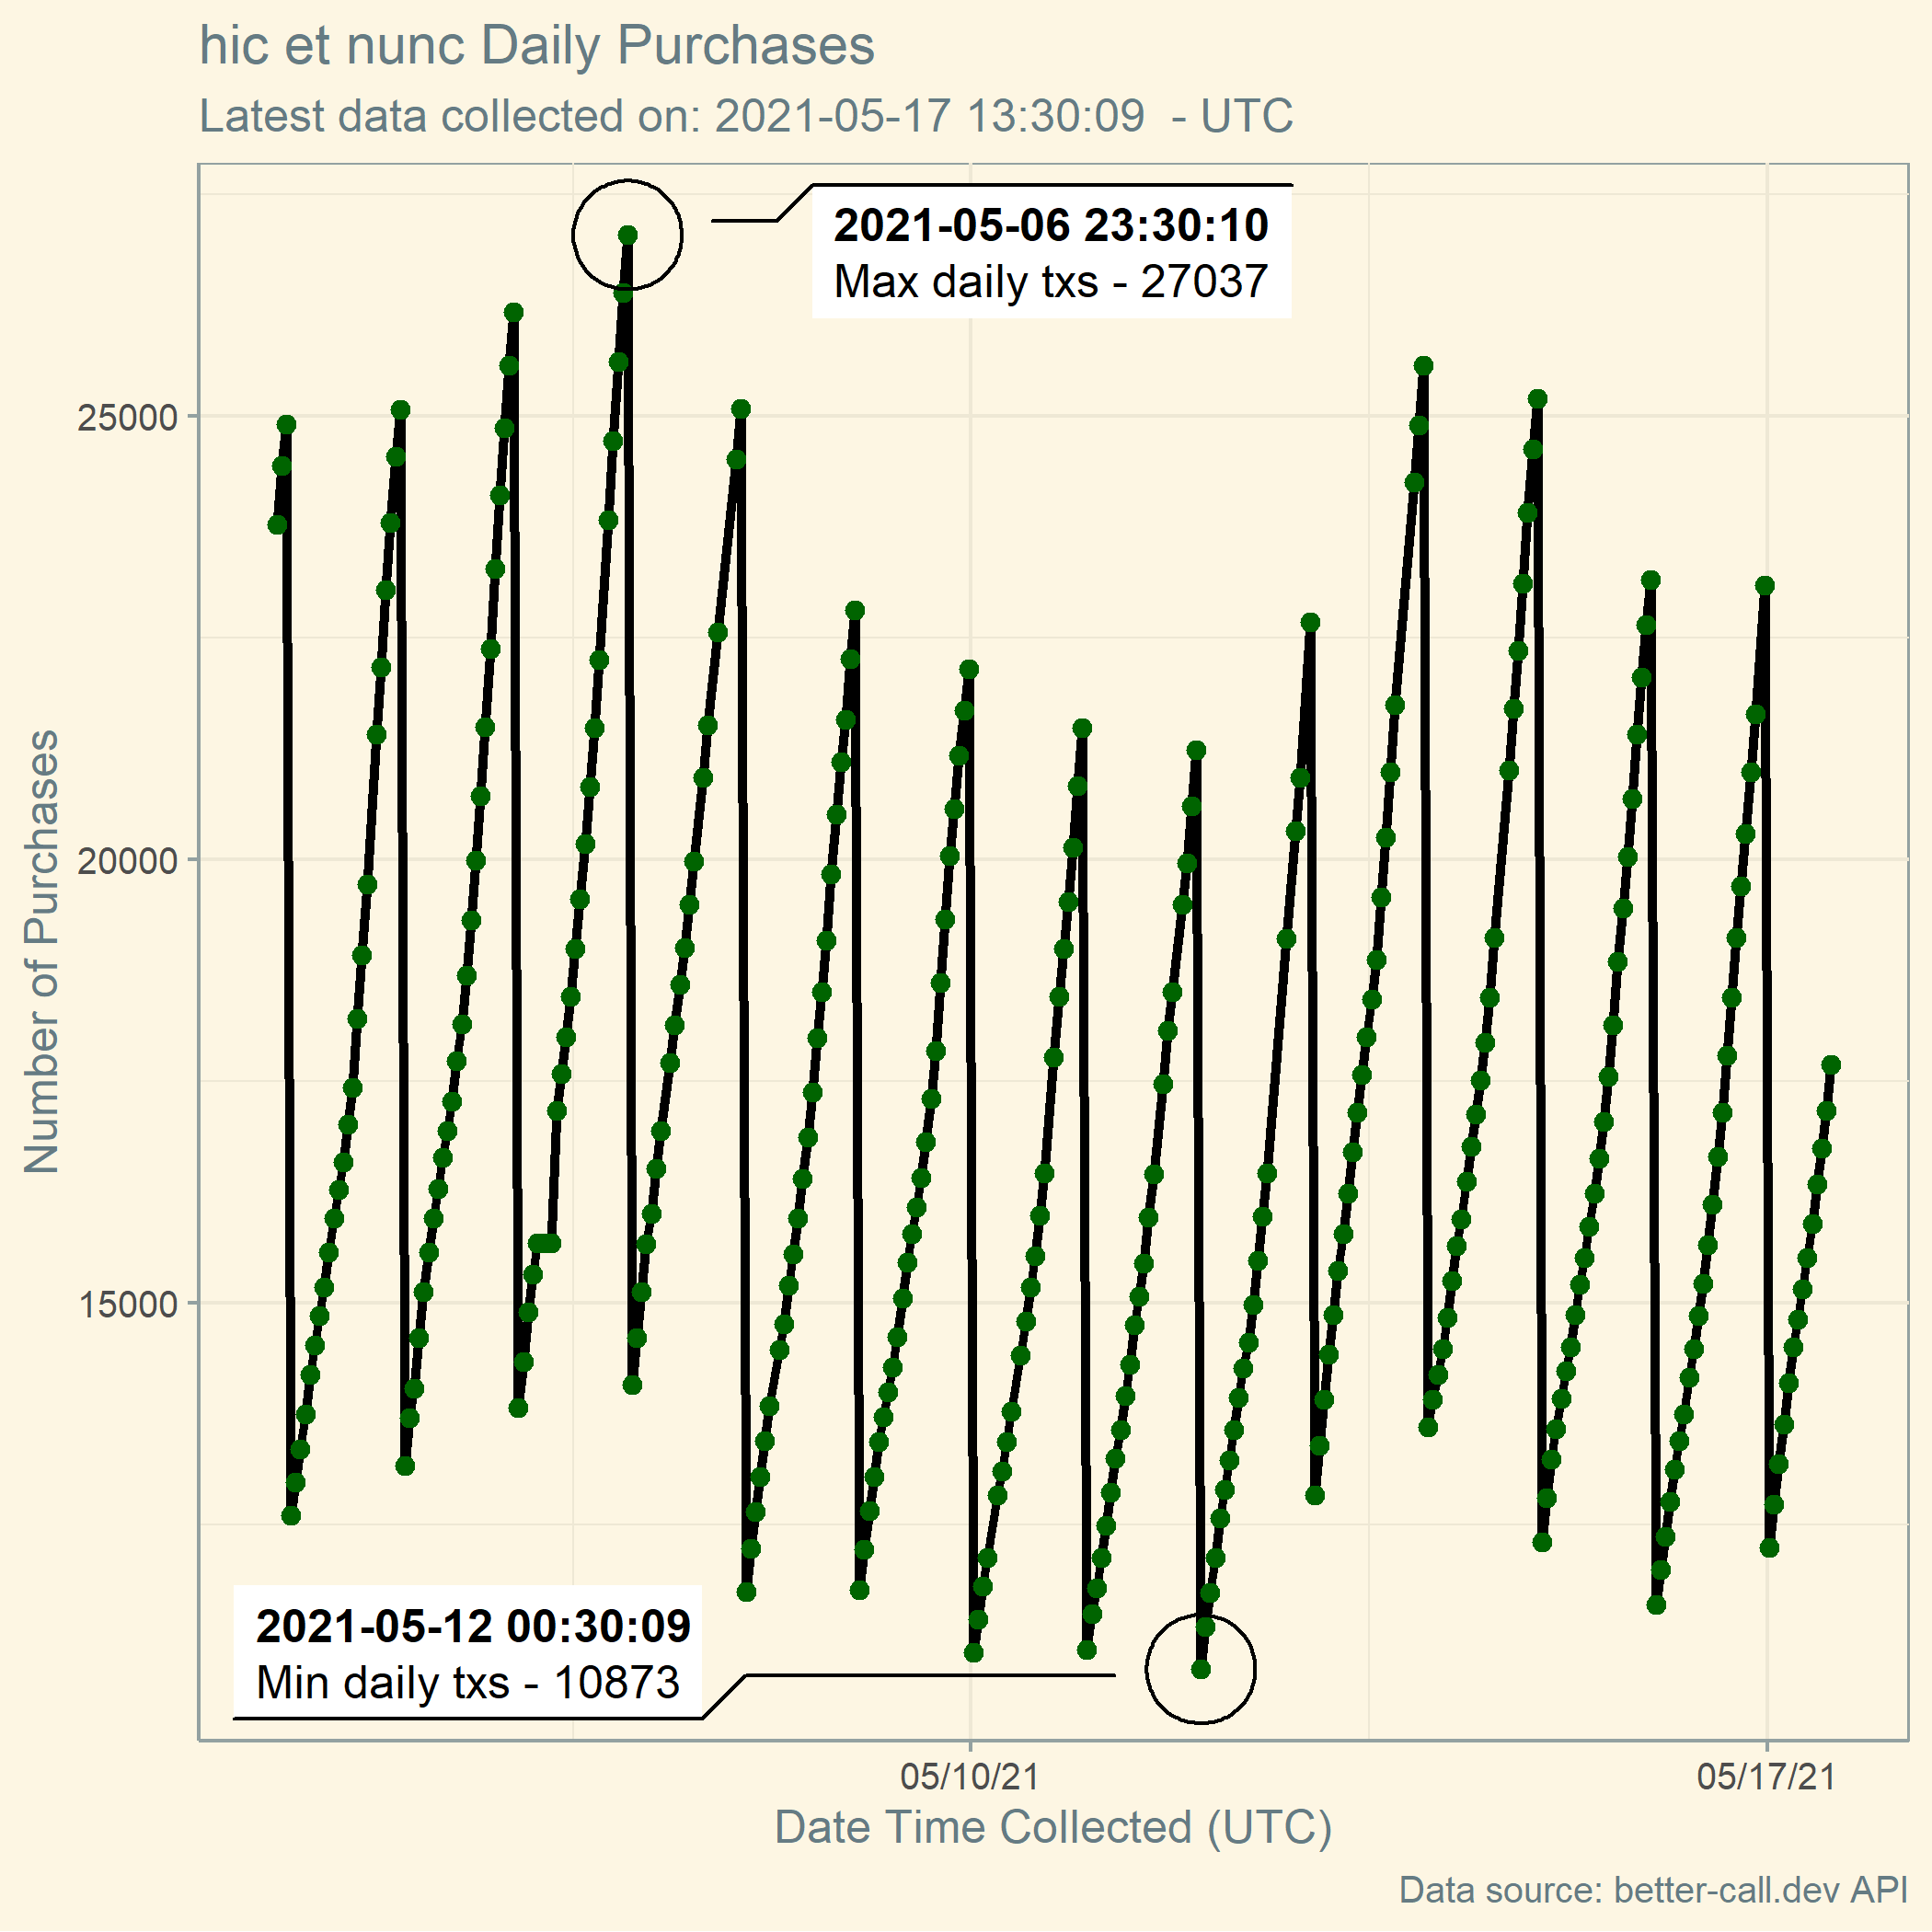 hic et nunc Daily Purchases
Latest data collected on: 2021-05-17 13:30:09 - UTC
2021-05-06 23:30:10
Max daily txs - 27037
25000
20000
15000
Number of Purchases
2021-05-12 00:30:09
Min daily txs - 10873
05/10/21
05/17/21
Date Time Collected (UTC)
Data source: better-call.dev API